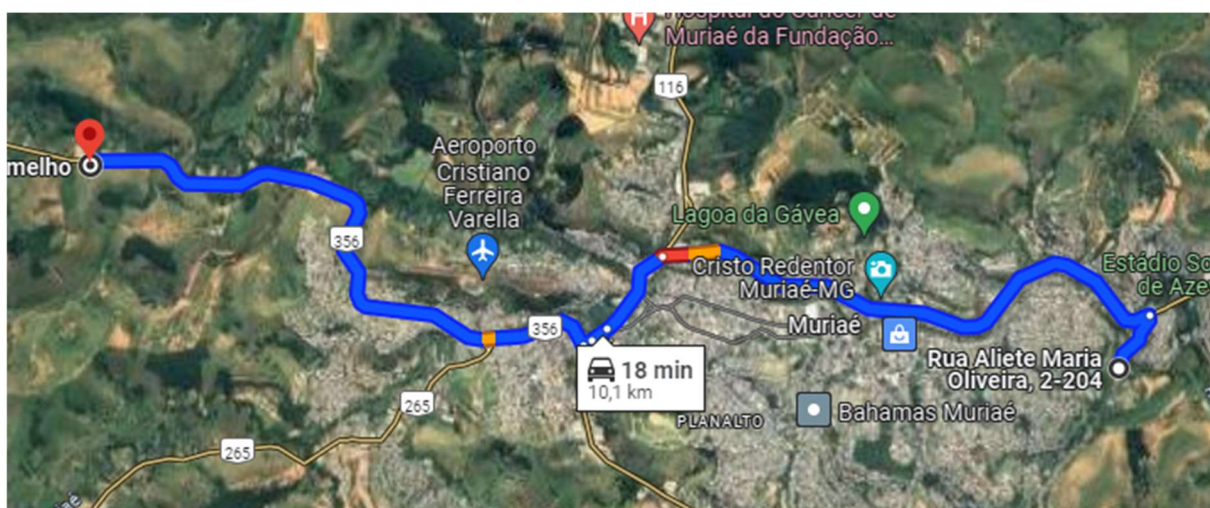 Hospital do Câncer de
Muriaé da Fundação...
116
melho
Aeroporto
Cristiano
Ferreira
Varella
Lagoa da Gávea
356
Cristo Redentor
Muriaé-MG
Estádio So
de Aze
356
Muriaé
18 min
10,1 km
Rua Aliete Maria
Oliveira, 2-204
265
PLANALTO
Bahamas Muriaé
265
aé